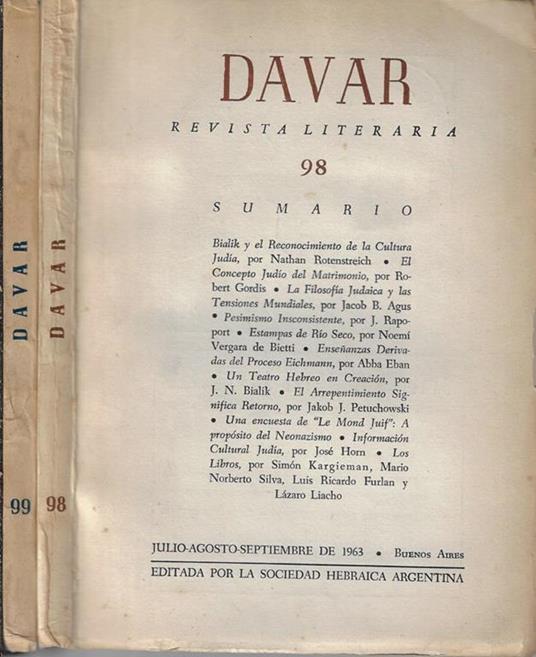 DAVAR
REVISTA LITERARIA
98
SUMARIO
Bialik y el Reconocimiento de la Cultura
Judía, por Nathan Rotenstreich • El
Concepto Judío del Matrimonio, por Ro-
bert Gordis • La Filosofía Judaica y las
Tensiones Mundiales, por Jacob B. Agus
• Pesimismo Insconsistente, por J. Rapo-
port • Estampas de Río Seco, por Noemí
Vergara de Bietti • Enseñanzas Deriva-
das del Proceso Eichmann, por Abba Eban
• Un Teatro Hebreo en Creación, por
J. N. Bialik • El Arrepentimiento Sig-
nifica Retorno, por Jakob J. Petuchowski
• Una encuesta de "Le Mond Juif": A
propósito del Neonazismo • Información
Cultural Judía, por José Horn • Los
Libros, por Simón Kargieman, Mario
Norberto Silva, Luis Ricardo Furlan y
Lázaro Liacho
JULIO-AGOSTO-SEPTIEMBRE DE 1963 • BUENOS AIRES
EDITADA POR LA SOCIEDAD HEBRAICA ARGENTINA
DAVAR
99
DAVAR
98